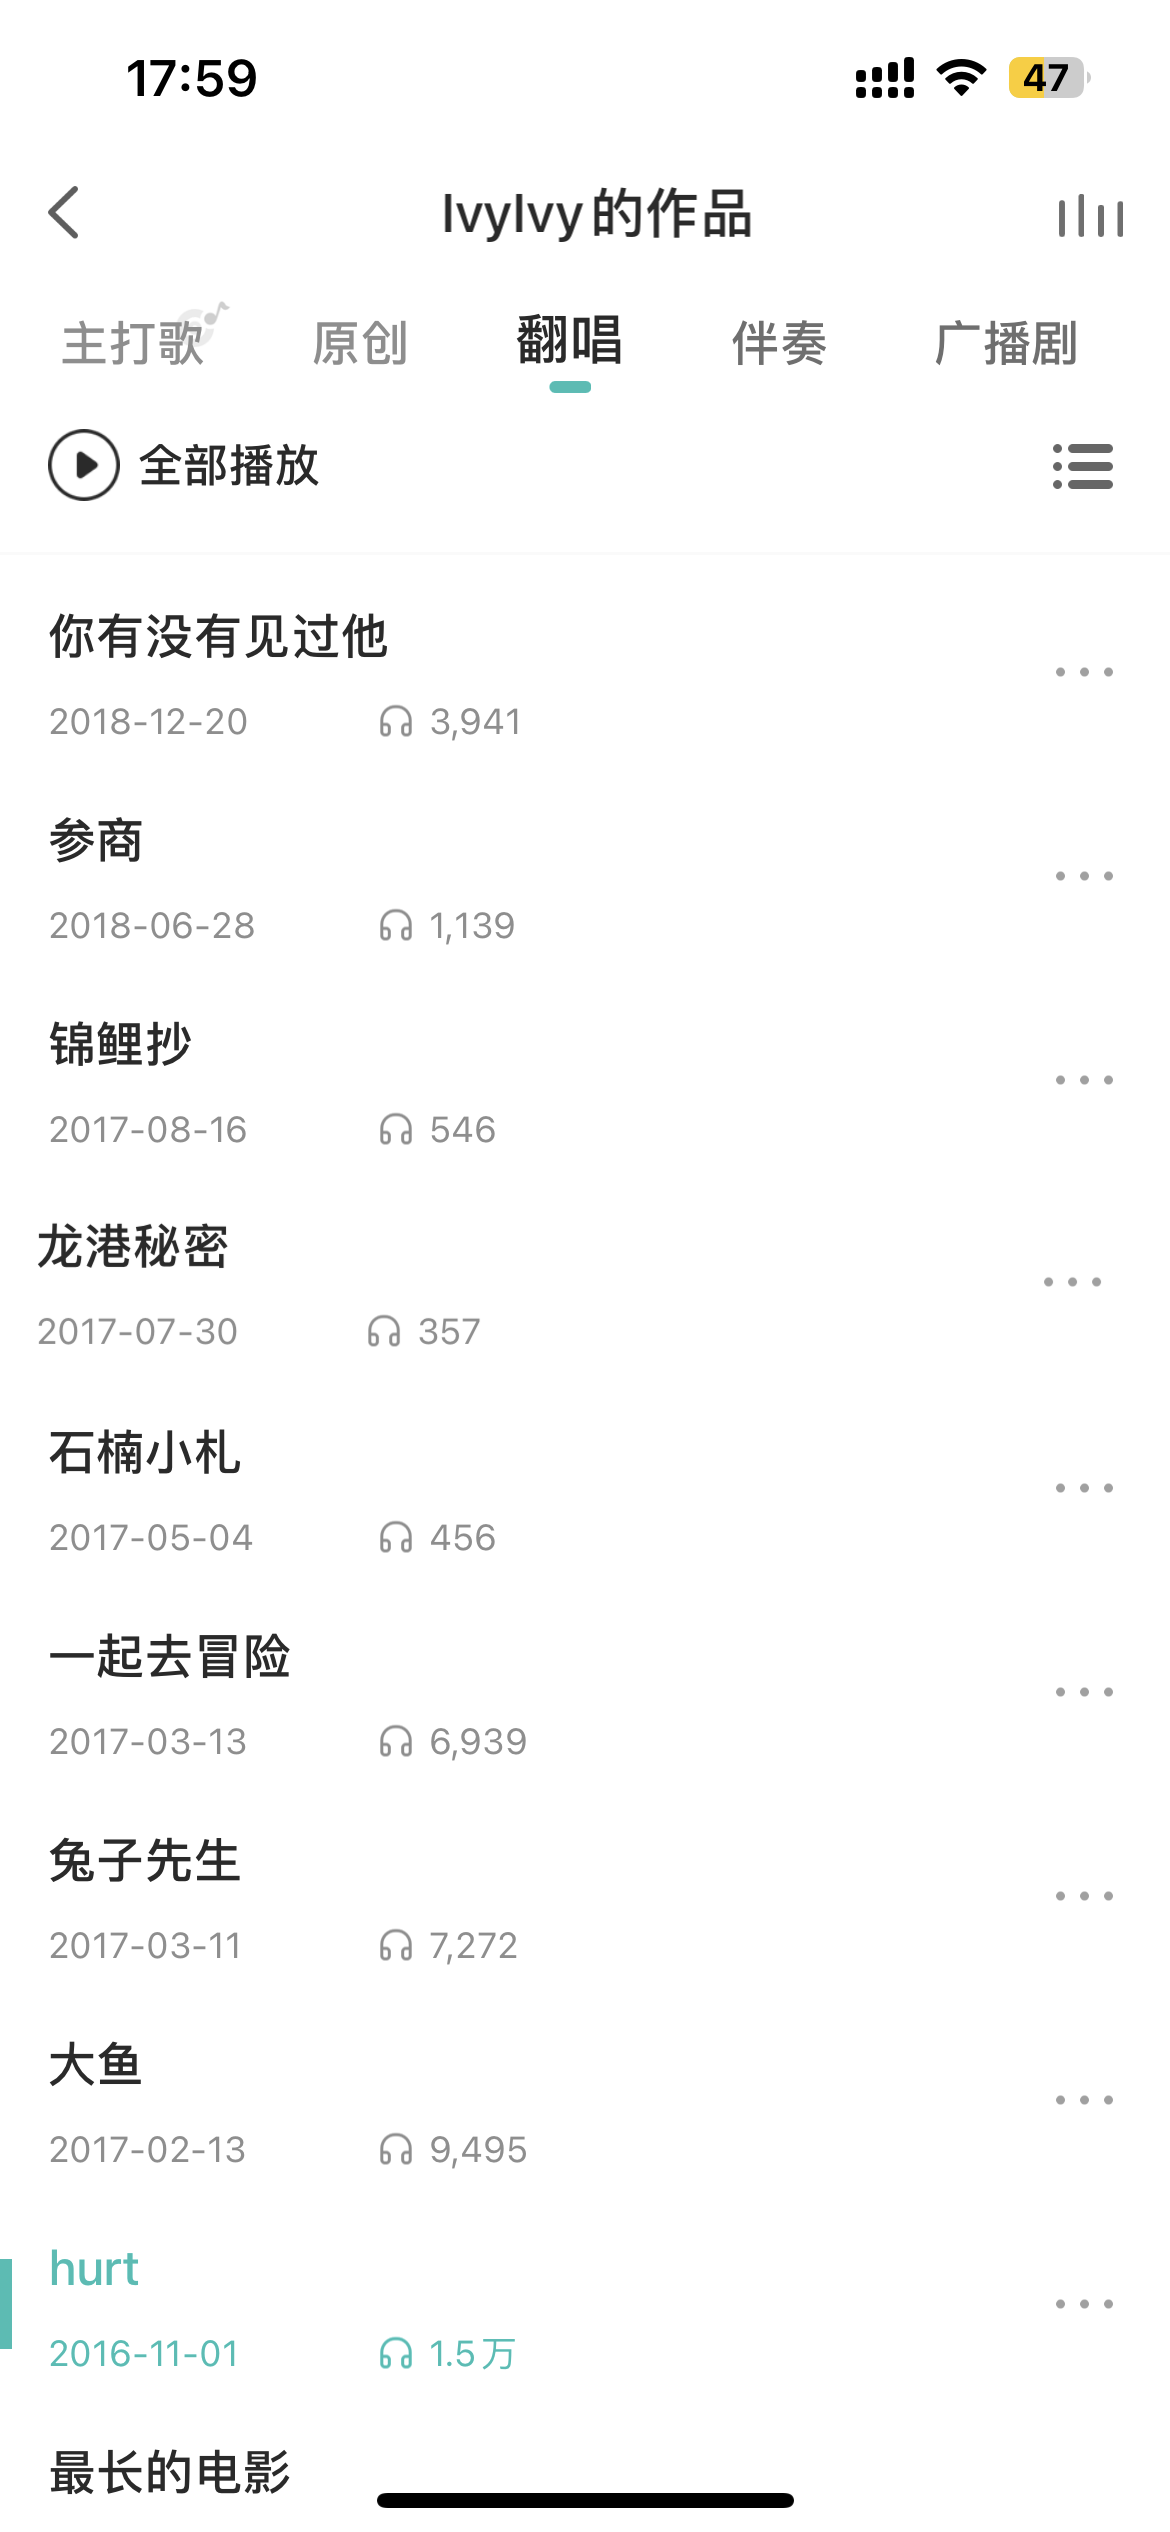 17:59
47
IvyIvy的作品
主打歌 原创 翻唱 伴奏 广播剧
全部播放
你有没有见过他
2018-12-20 3,941
参商
2018-06-28 1,139
锦鲤抄
2017-08-16 546
龙港秘密
2017-07-30 357
石楠小札
2017-05-04 456
一起去冒险
2017-03-13 6,939
兔子先生
2017-03-11 7,272
大鱼
2017-02-13 9,495
hurt
2016-11-01 1.5万
最长的电影